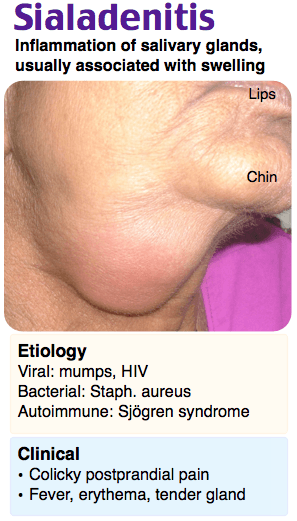 Sialadenitis
Inflammation of salivary glands,
usually associated with swelling
Lips
Chin
Etiology
Viral: mumps, HIV
Bacterial: Staph. aureus
Autoimmune: Sjögren syndrome
Clinical
• Colicky postprandial pain
• Fever, erythema, tender gland